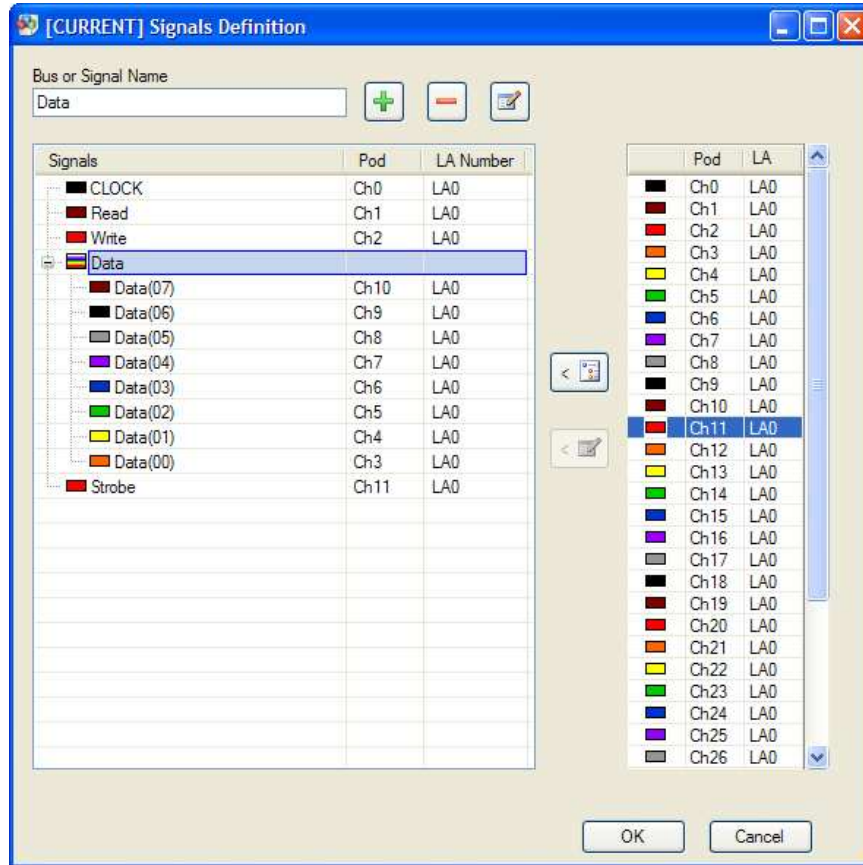 [CURRENT] Signals Definition
Bus or Signal Name
Data
Signals Pod LA Number
CLOCK Ch0 LA0
Read Ch1 LA0
Write Ch2 LA0
Data
Data(07) Ch10 LA0
Data(06) Ch9 LA0
Data(05) Ch8 LA0
Data(04) Ch7 LA0
Data(03) Ch6 LA0
Data(02) Ch5 LA0
Data(01) Ch4 LA0
Data(00) Ch3 LA0
Strobe Ch11 LA0
<
<
Pod LA
Ch0 LA0
Ch1 LA0
Ch2 LA0
Ch3 LA0
Ch4 LA0
Ch5 LA0
Ch6 LA0
Ch7 LA0
Ch8 LA0
Ch9 LA0
Ch10 LA0
Ch11 LA0
Ch12 LA0
Ch13 LA0
Ch14 LA0
Ch15 LA0
Ch16 LA0
Ch17 LA0
Ch18 LA0
Ch19 LA0
Ch20 LA0
Ch21 LA0
Ch22 LA0
Ch23 LA0
Ch24 LA0
Ch25 LA0
Ch26 LA0
OK Cancel